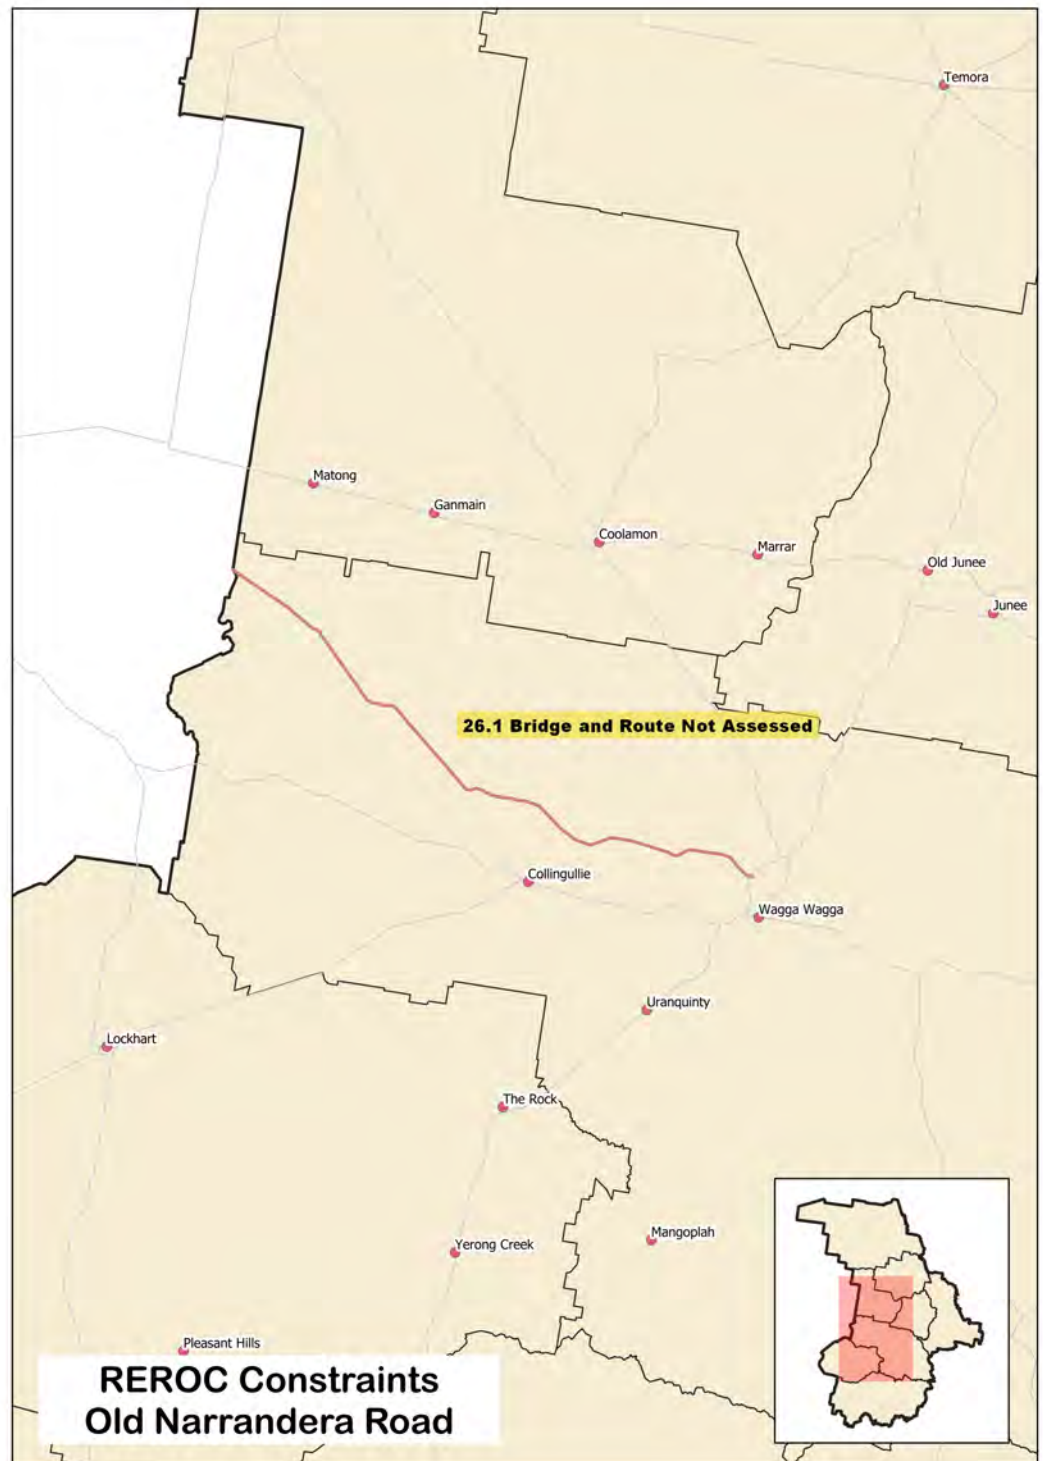 Temora
Matong
Ganmain
Coolamon
Marrar
Old Junee
Junee
26.1 Bridge and Route Not Assessed
Collingullie
Wagga Wagga
Uranquinty
Lockhart
The Rock
Mangoplah
Yerong Creek
Pleasant Hills
REROC Constraints
Old Narrandera Road